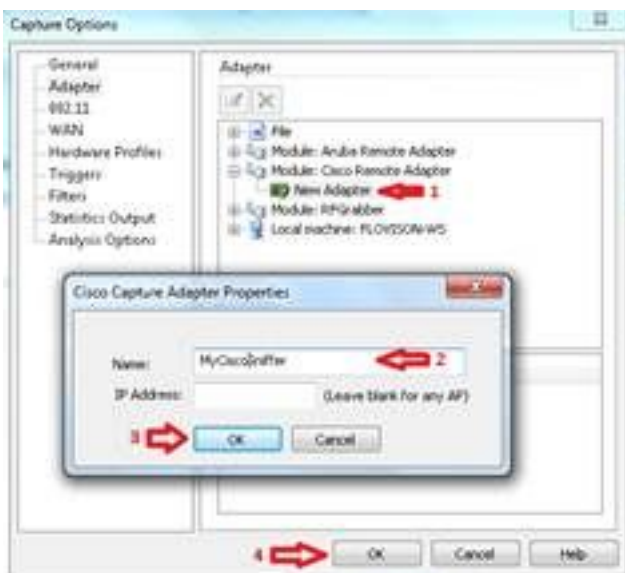 Capture Options
General
Adapter
802.11
WAN
Hardware Profiles
Triggers
Filters
Statistics Output
Analysis Options
Adapter
File
Module: Aruba Remote Adapter
Module: Cisco Remote Adapter
New Adapter
1
Module: RFGrabber
Local machine: FLOVISON-WS
Cisco Capture Adapter Properties
Name:
MyCiscoSniffer
2
IP Address:
(Leave blank for any AP)
3
OK
Cancel
4
OK
Cancel
Help